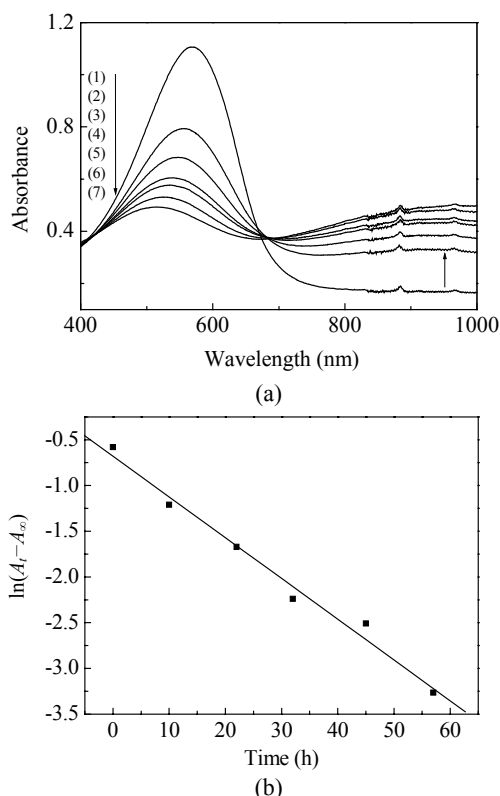 1.2
0.8
0.4
Absorbance
(1)
(2)
(3)
(4)
(5)
(6)
(7)
400 600 800 1000
Wavelength (nm)
(a)
-0.5
-1.0
-1.5
-2.0
-2.5
-3.0
-3.5
ln(Aₜ−A∞)
0 10 20 30 40 50 60
Time (h)
(b)